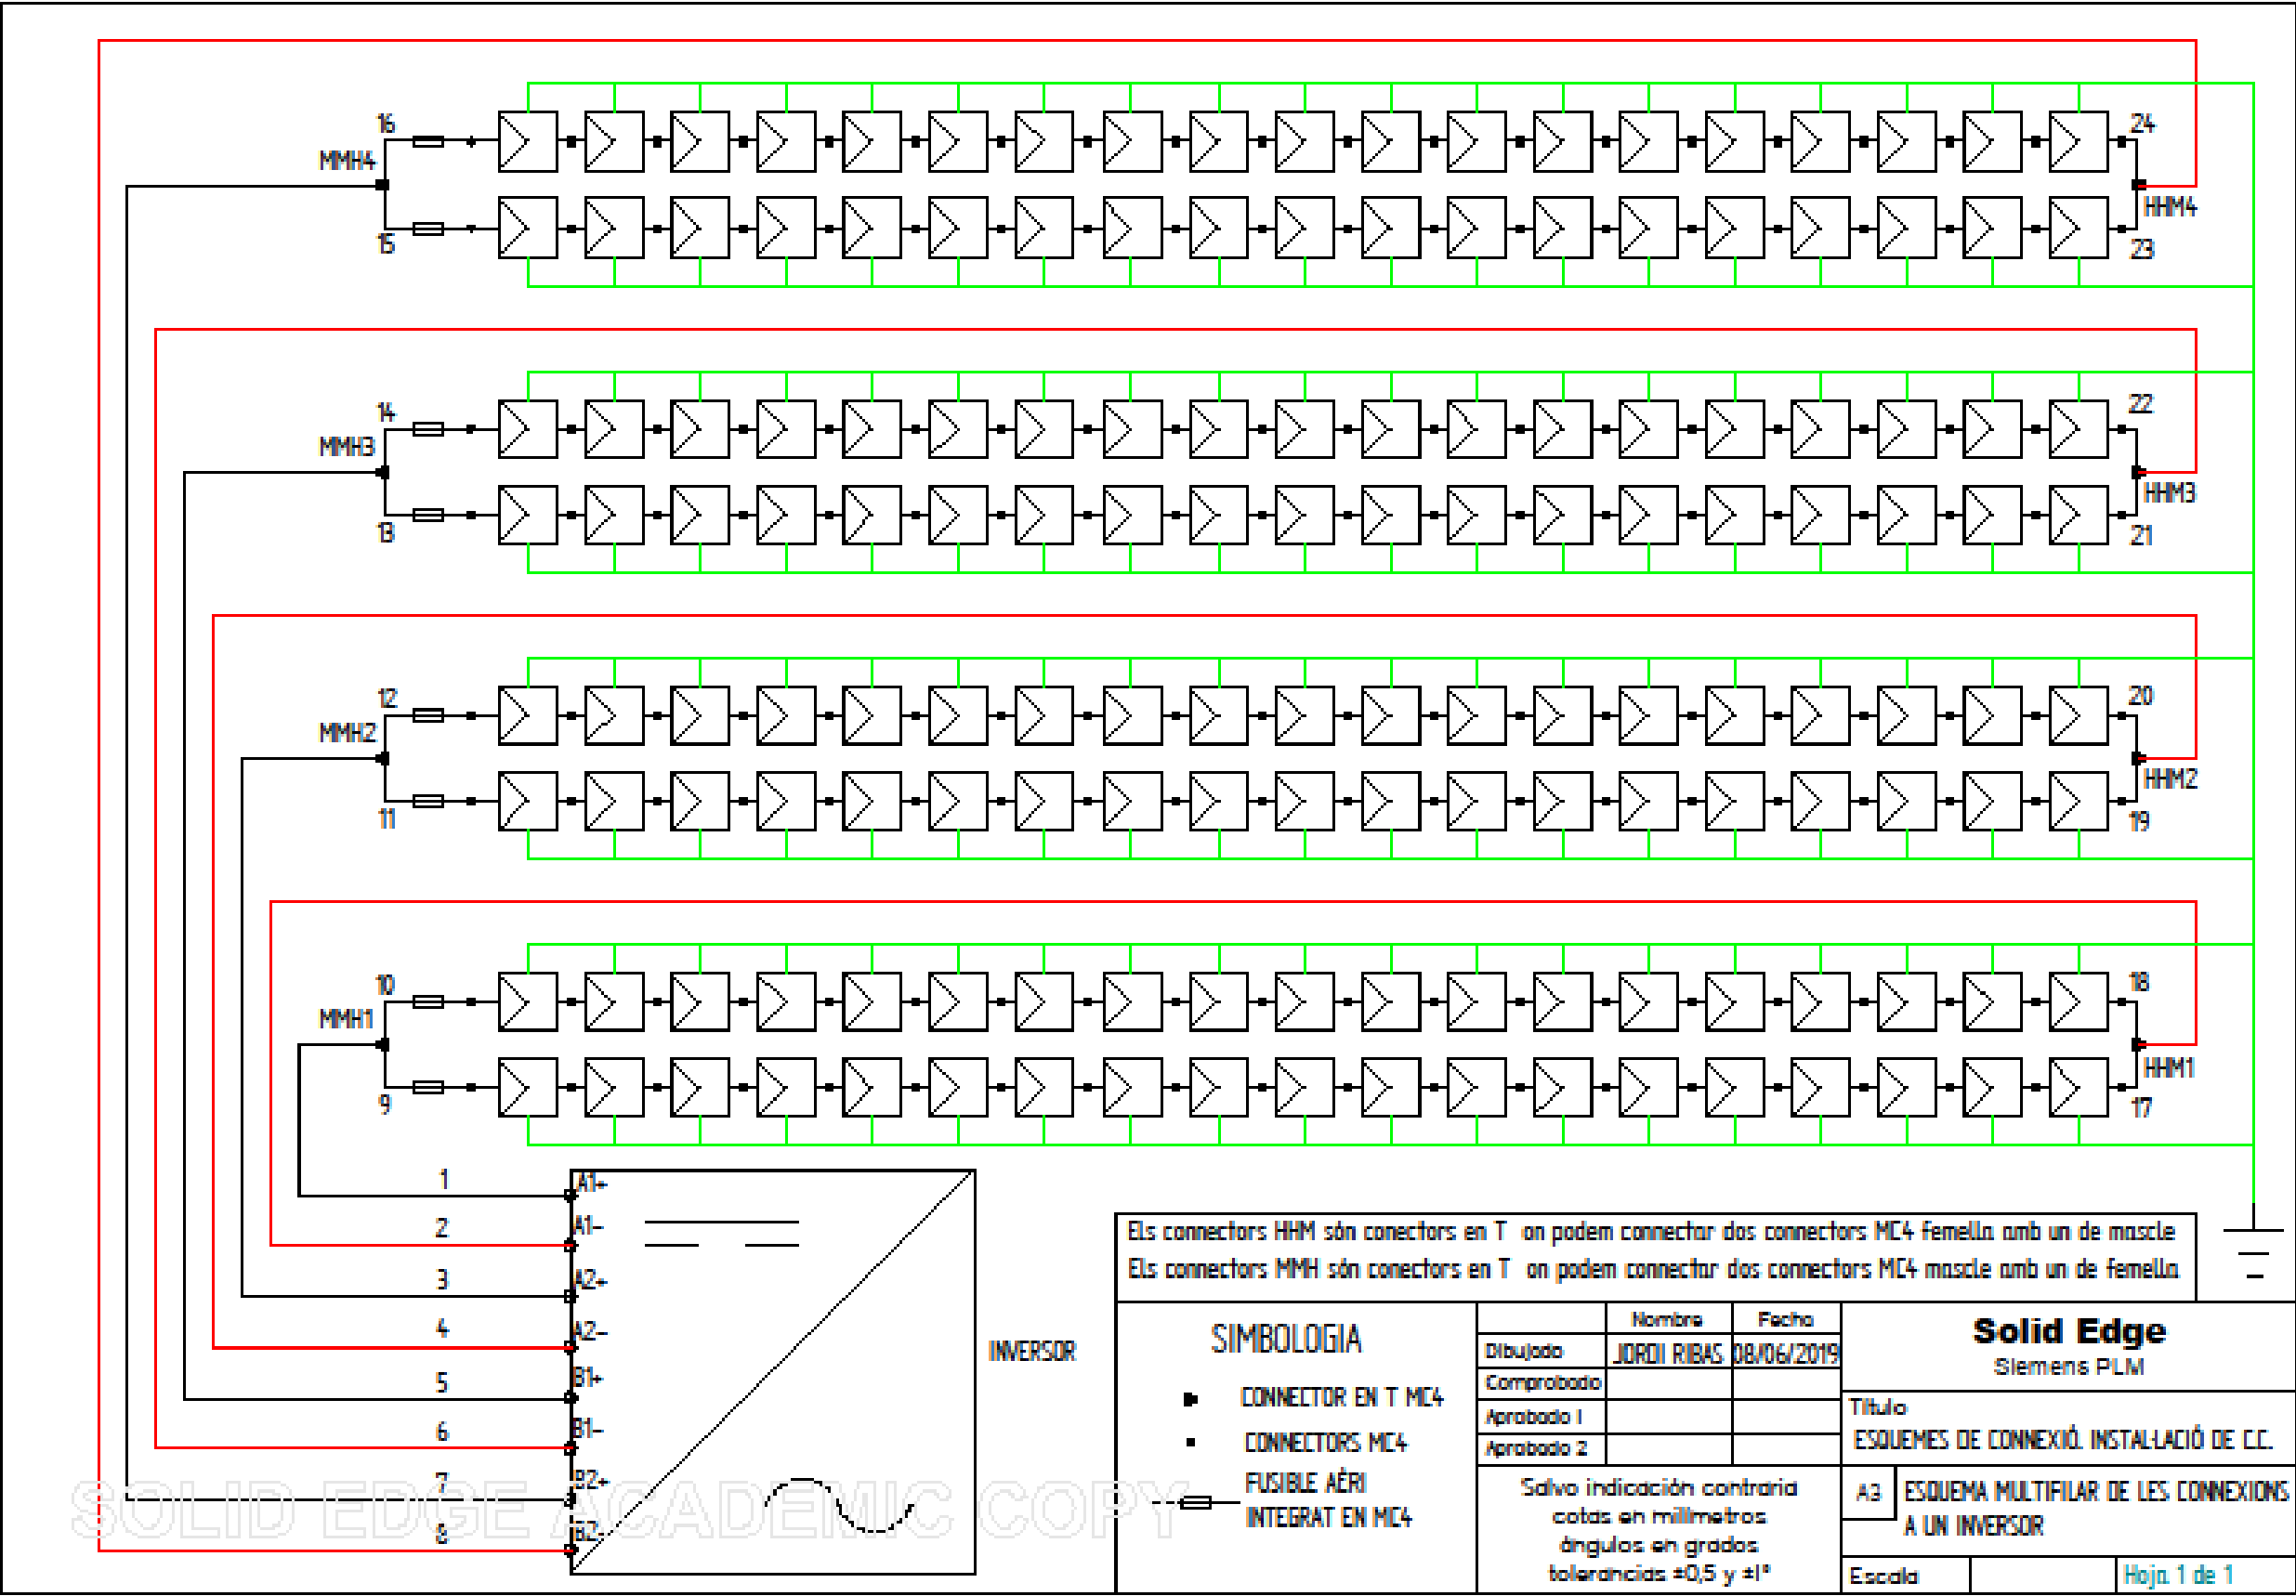 16
24
MMH4
HHM4
15
23
14
22
MMH3
HHM3
13
21
12
20
MMH2
HHM2
11
19
10
18
MMH1
HHM1
9
17
1
A1+
2
A1-
3
A2+
4
A2-
5
B1+
6
B1-
7
B2+
8
B2-
INVERSOR
SOLID EDGE ACADEMIC COPY
Els connectors HHM són conectors en T on podem connectar dos connectors MC4 femella amb un de mascle
Els connectors MMH són conectors en T on podem connectar dos connectors MC4 mascle amb un de femella
SIMBOLOGIA
CONNECTOR EN T MC4
CONNECTORS MC4
FUSIBLE AÉRI
INTEGRAT EN MC4
Nombre Fecha
Dibujado JORDI RIBAS 08/06/2019
Comprobado
Aprobado 1
Aprobado 2
Salvo indicación contraria
cotas en milímetros
ángulos en grados
tolerancias ±0,5 y ±1º
Solid Edge
Siemens PLM
Título
ESQUEMES DE CONNEXIÓ. INSTAL·LACIÓ DE C.C.
A3 ESQUEMA MULTIFILAR DE LES CONNEXIONS
A UN INVERSOR
Escala
Hoja 1 de 1